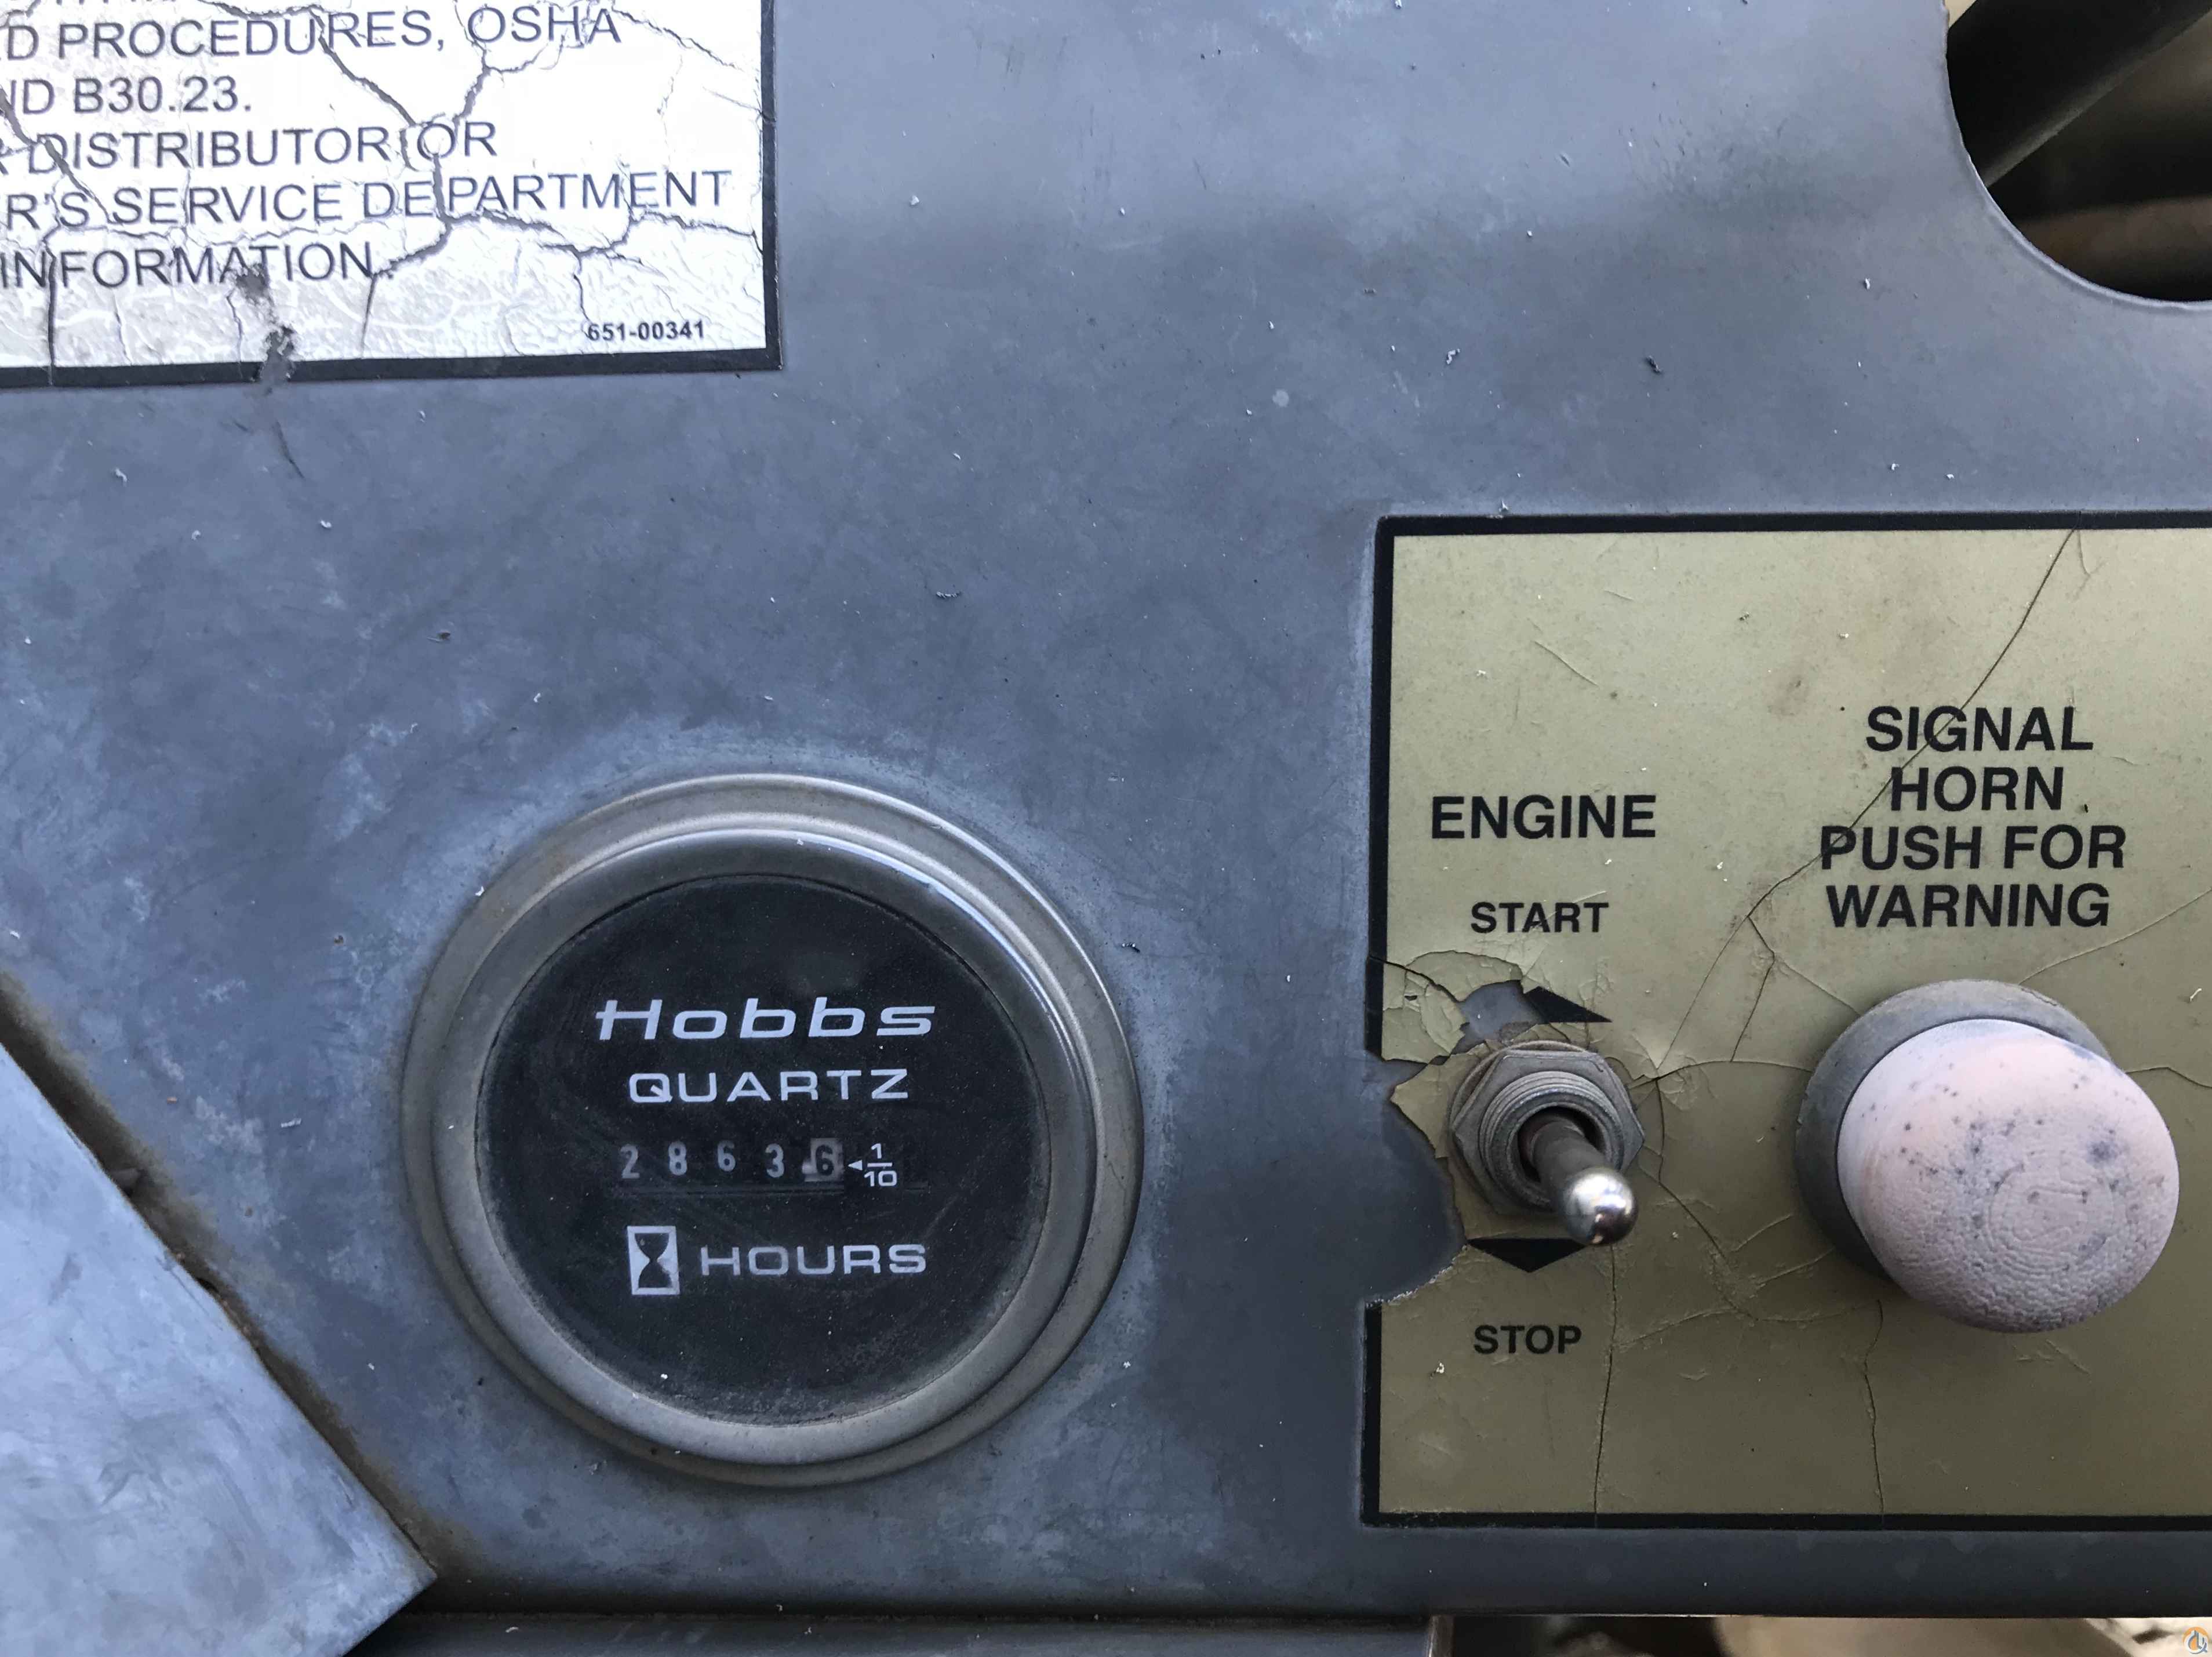 D PROCEDURES, OSHA
ND B30.23.
R DISTRIBUTOR OR
R'S SERVICE DEPARTMENT
INFORMATION.
651-00341
Hobbs
QUARTZ
2 8 6 3 6 1/10
HOURS
ENGINE
START
STOP
SIGNAL
HORN
PUSH FOR
WARNING